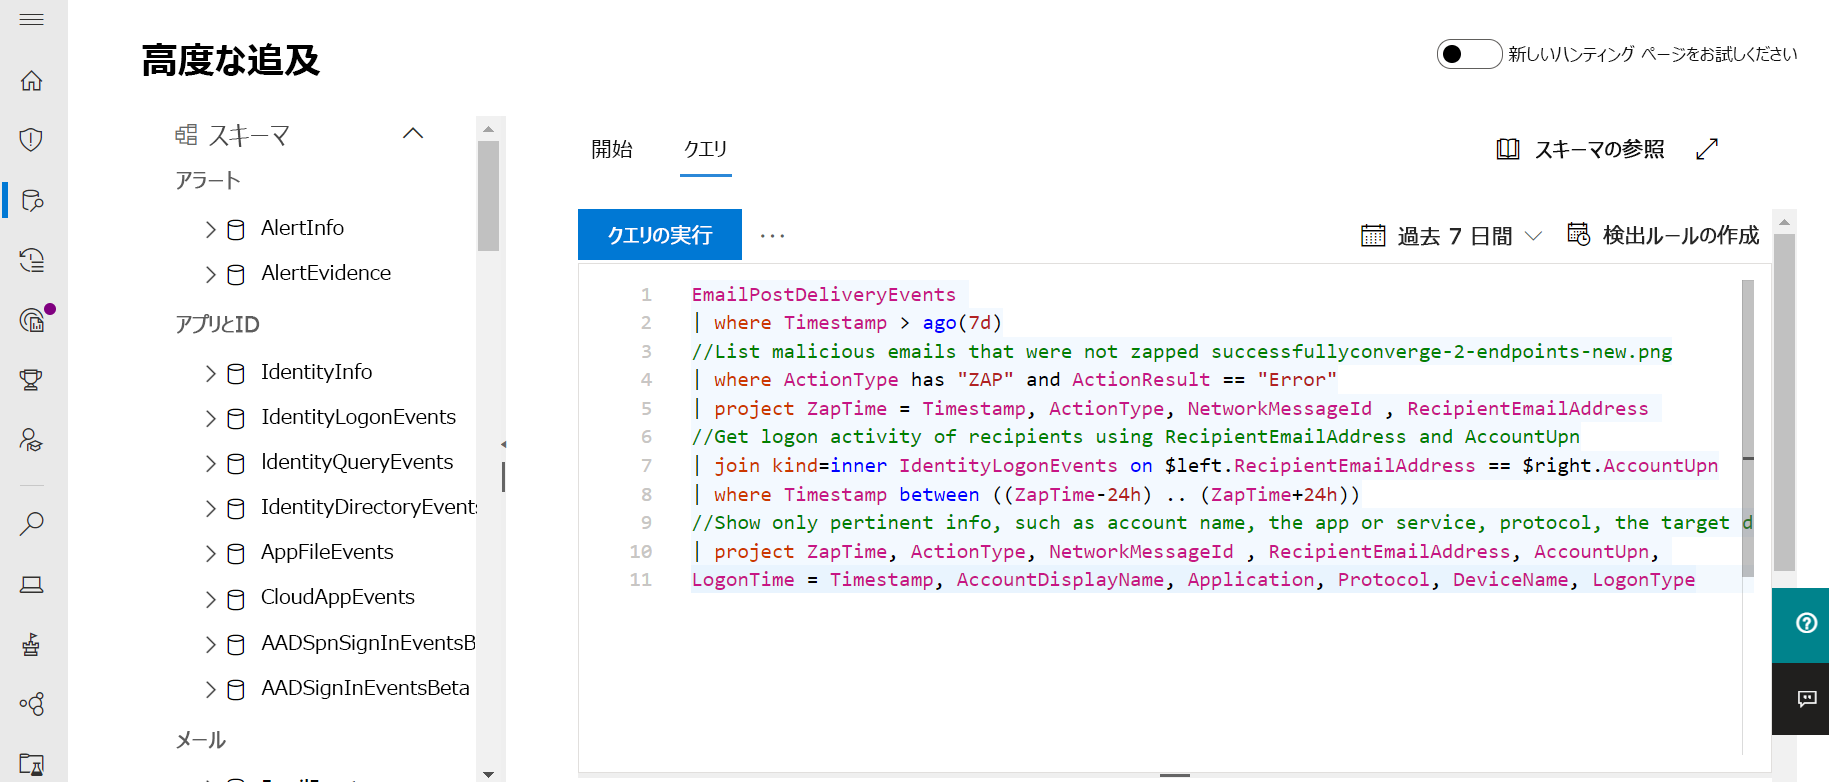 高度な追及
新しいハンティング ページをお試しください
スキーマ
アラート
AlertInfo
AlertEvidence
アプリとID
IdentityInfo
IdentityLogonEvents
ldentityQueryEvents
IdentityDirectoryEvents
AppFileEvents
CloudAppEvents
AADSpnSignInEventsB
AADSignInEventsBeta
メール
開始
クエリ
スキーマの参照
クエリの実行
···
過去 7 日間
検出ルールの作成
1 EmailPostDeliveryEvents
2 | where Timestamp > ago(7d)
3 //List malicious emails that were not zapped successfullyconverge-2-endpoints-new.png
4 | where ActionType has "ZAP" and ActionResult == "Error"
5 | project ZapTime = Timestamp, ActionType, NetworkMessageId , RecipientEmailAddress
6 //Get logon activity of recipients using RecipientEmailAddress and AccountUpn
7 | join kind=inner IdentityLogonEvents on $left.RecipientEmailAddress == $right.AccountUpn
8 | where Timestamp between ((ZapTime-24h) .. (ZapTime+24h))
9 //Show only pertinent info, such as account name, the app or service, protocol, the target d
10 | project ZapTime, ActionType, NetworkMessageId , RecipientEmailAddress, AccountUpn,
11 LogonTime = Timestamp, AccountDisplayName, Application, Protocol, DeviceName, LogonType